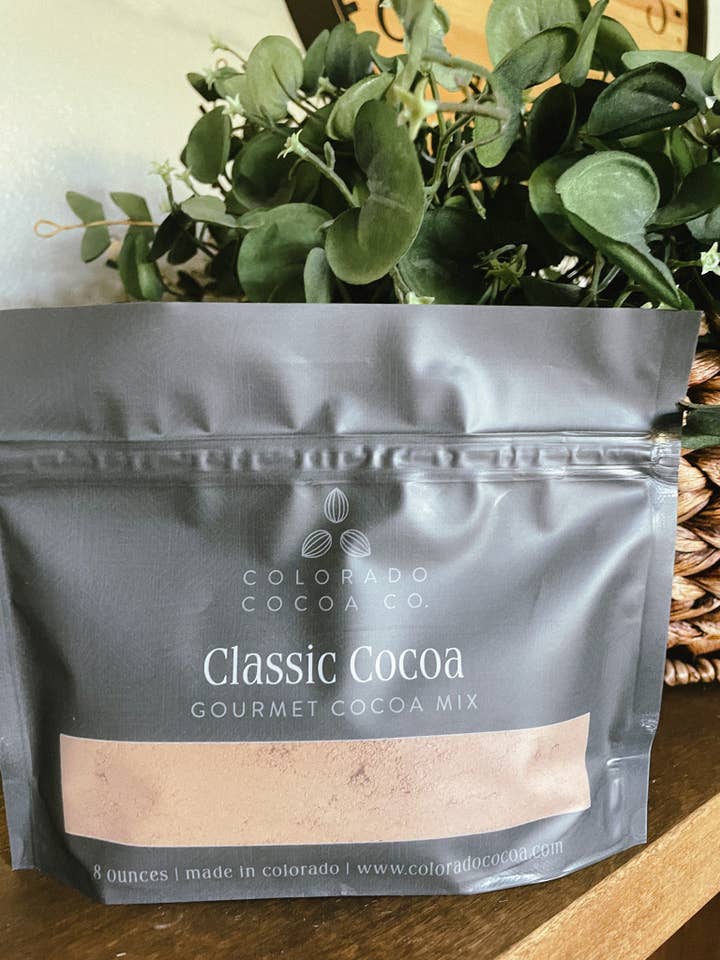 COLORADO
COCOA CO.
Classic Cocoa
GOURMET COCOA MIX
8 ounces | made in colorado | www.coloradococoa.com